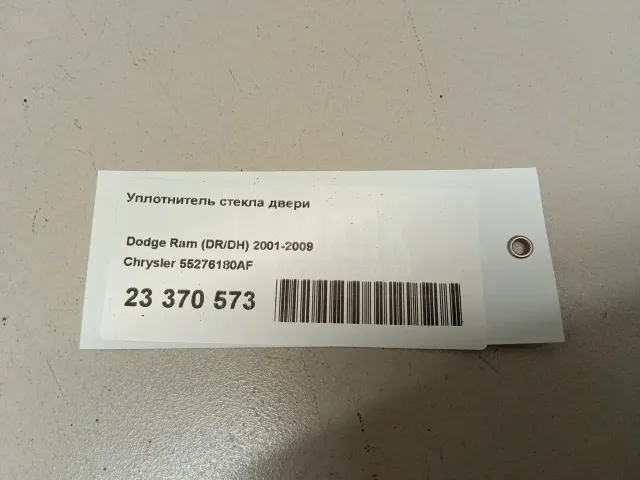 Уплотнитель стекла двери
Dodge Ram (DR/DH) 2001-2009
Chrysler 55276180AF
23 370 573